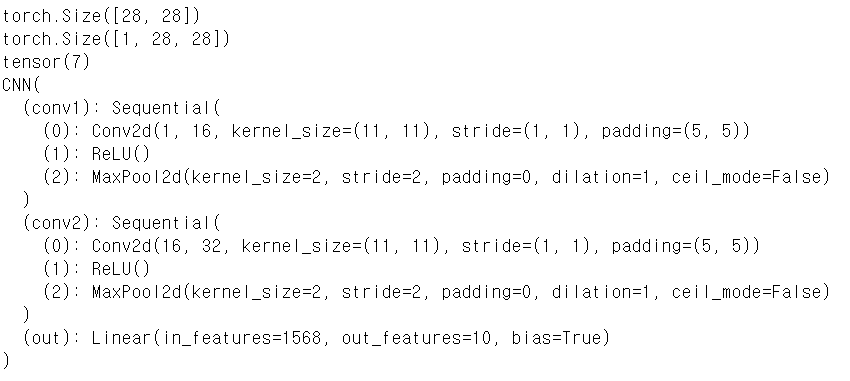 torch.Size([28, 28])
torch.Size([1, 28, 28])
tensor(7)
CNN(
  (conv1): Sequential(
    (0): Conv2d(1, 16, kernel_size=(11, 11), stride=(1, 1), padding=(5, 5))
    (1): ReLU()
    (2): MaxPool2d(kernel_size=2, stride=2, padding=0, dilation=1, ceil_mode=False)
  )
  (conv2): Sequential(
    (0): Conv2d(16, 32, kernel_size=(11, 11), stride=(1, 1), padding=(5, 5))
    (1): ReLU()
    (2): MaxPool2d(kernel_size=2, stride=2, padding=0, dilation=1, ceil_mode=False)
  )
  (out): Linear(in_features=1568, out_features=10, bias=True)
)